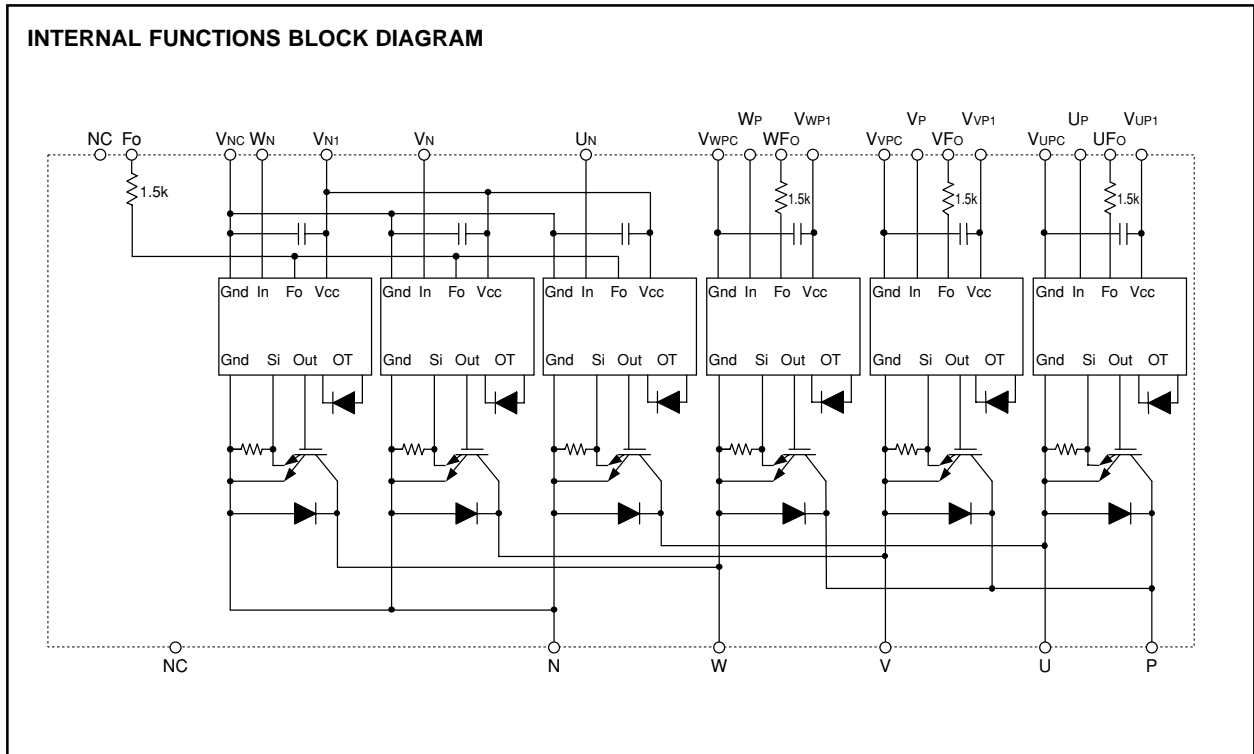 INTERNAL FUNCTIONS BLOCK DIAGRAM
WP VWP1 VP VVP1 UP VUP1
NC Fo VNC WN VN1 VN UN VWPC WFO VVPC VFO VUPC UFO
1.5k 1.5k 1.5k 1.5k
Gnd In Fo Vcc Gnd In Fo Vcc Gnd In Fo Vcc Gnd In Fo Vcc Gnd In Fo Vcc Gnd In Fo Vcc
Gnd Si Out OT Gnd Si Out OT Gnd Si Out OT Gnd Si Out OT Gnd Si Out OT Gnd Si Out OT
NC N W V U P